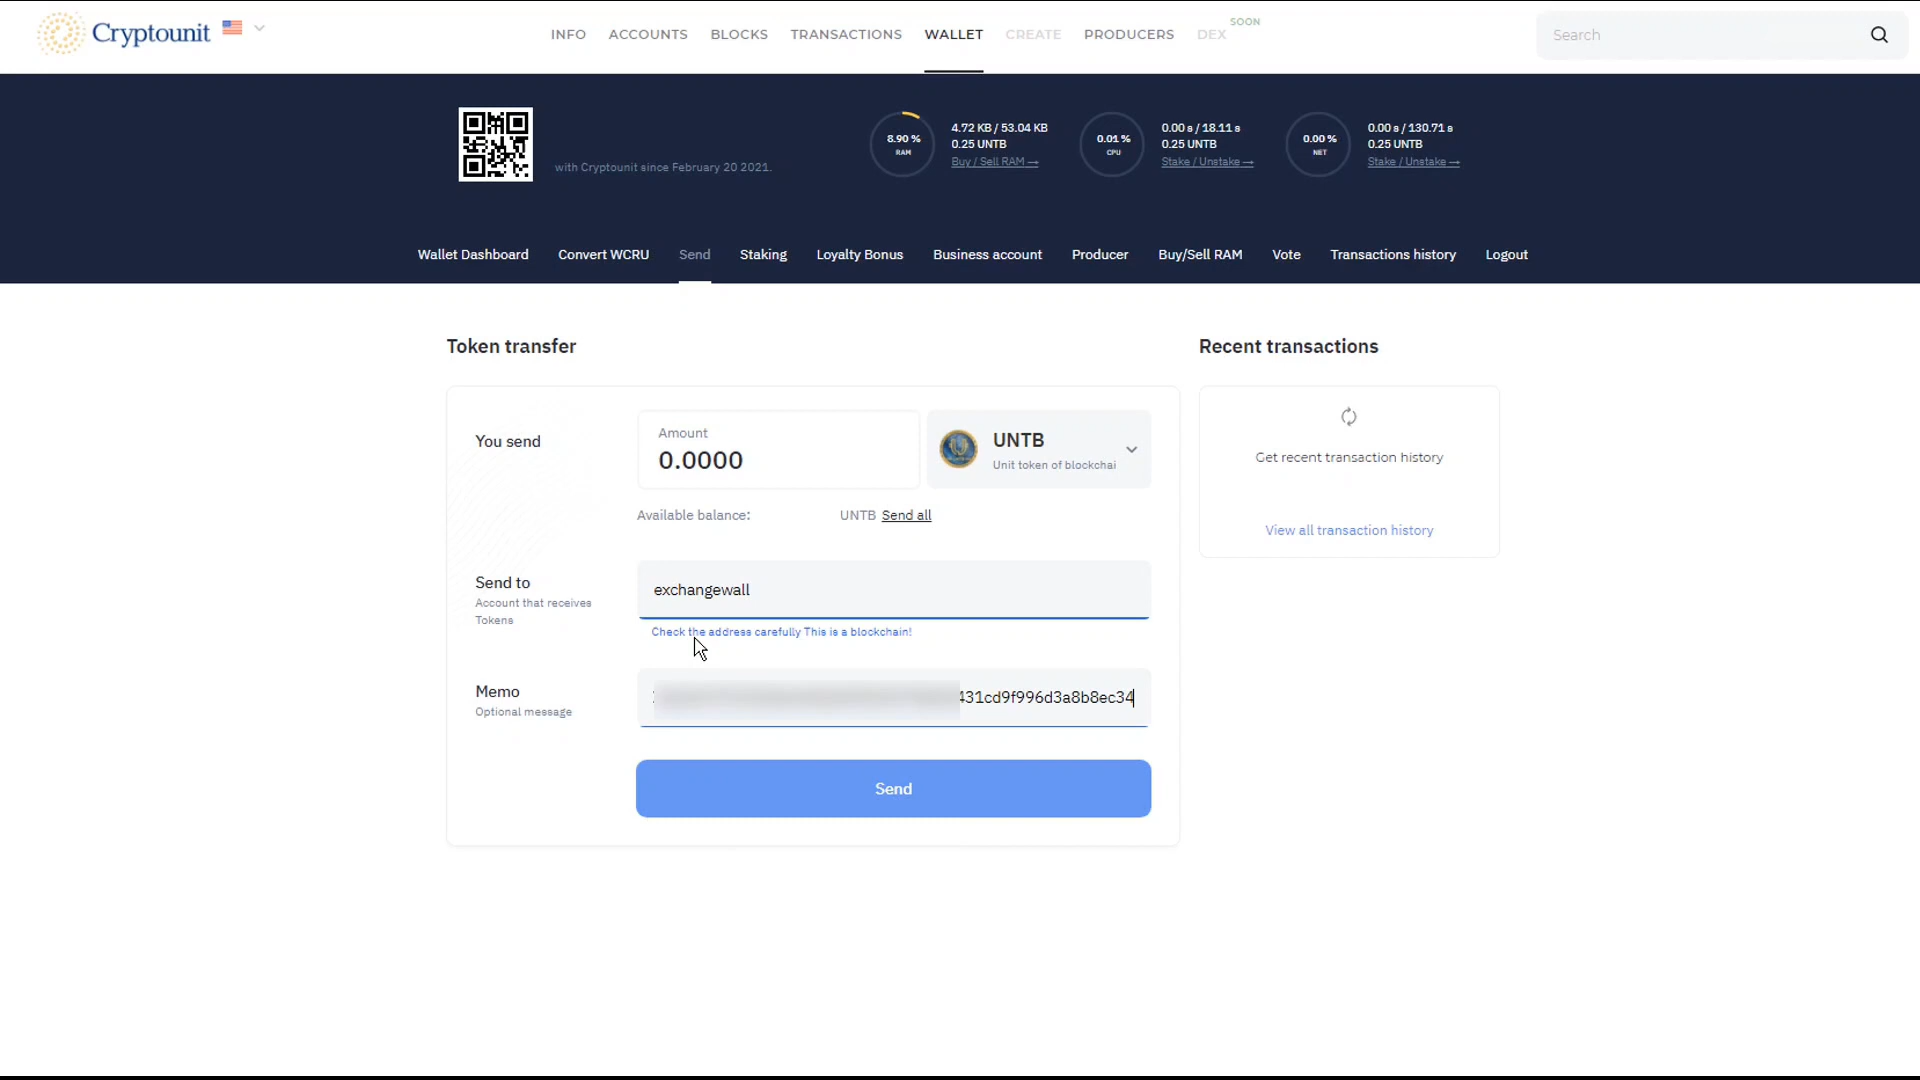 Cryptounit
INFO ACCOUNTS BLOCKS TRANSACTIONS WALLET CREATE PRODUCERS DEX SOON
Search
8.90 %
RAM
4.72 KB / 53.04 KB
0.25 UNTB
Buy / Sell RAM →
0.01 %
CPU
0.00 s / 18.11 s
0.25 UNTB
Stake / Unstake →
0.00 %
NET
0.00 s / 130.71 s
0.25 UNTB
Stake / Unstake →
with Cryptounit since February 20 2021.
Wallet Dashboard Convert WCRU Send Staking Loyalty Bonus Business account Producer Buy/Sell RAM Vote Transactions history Logout
Token transfer
You send
Amount
0.0000
UNTB
Unit token of blockchai
Available balance: UNTB Send all
Send to
Account that receives
Tokens
exchangewall
Check the address carefully This is a blockchain!
Memo
Optional message
431cd9f996d3a8b8ec34
Send
Recent transactions
Get recent transaction history
View all transaction history